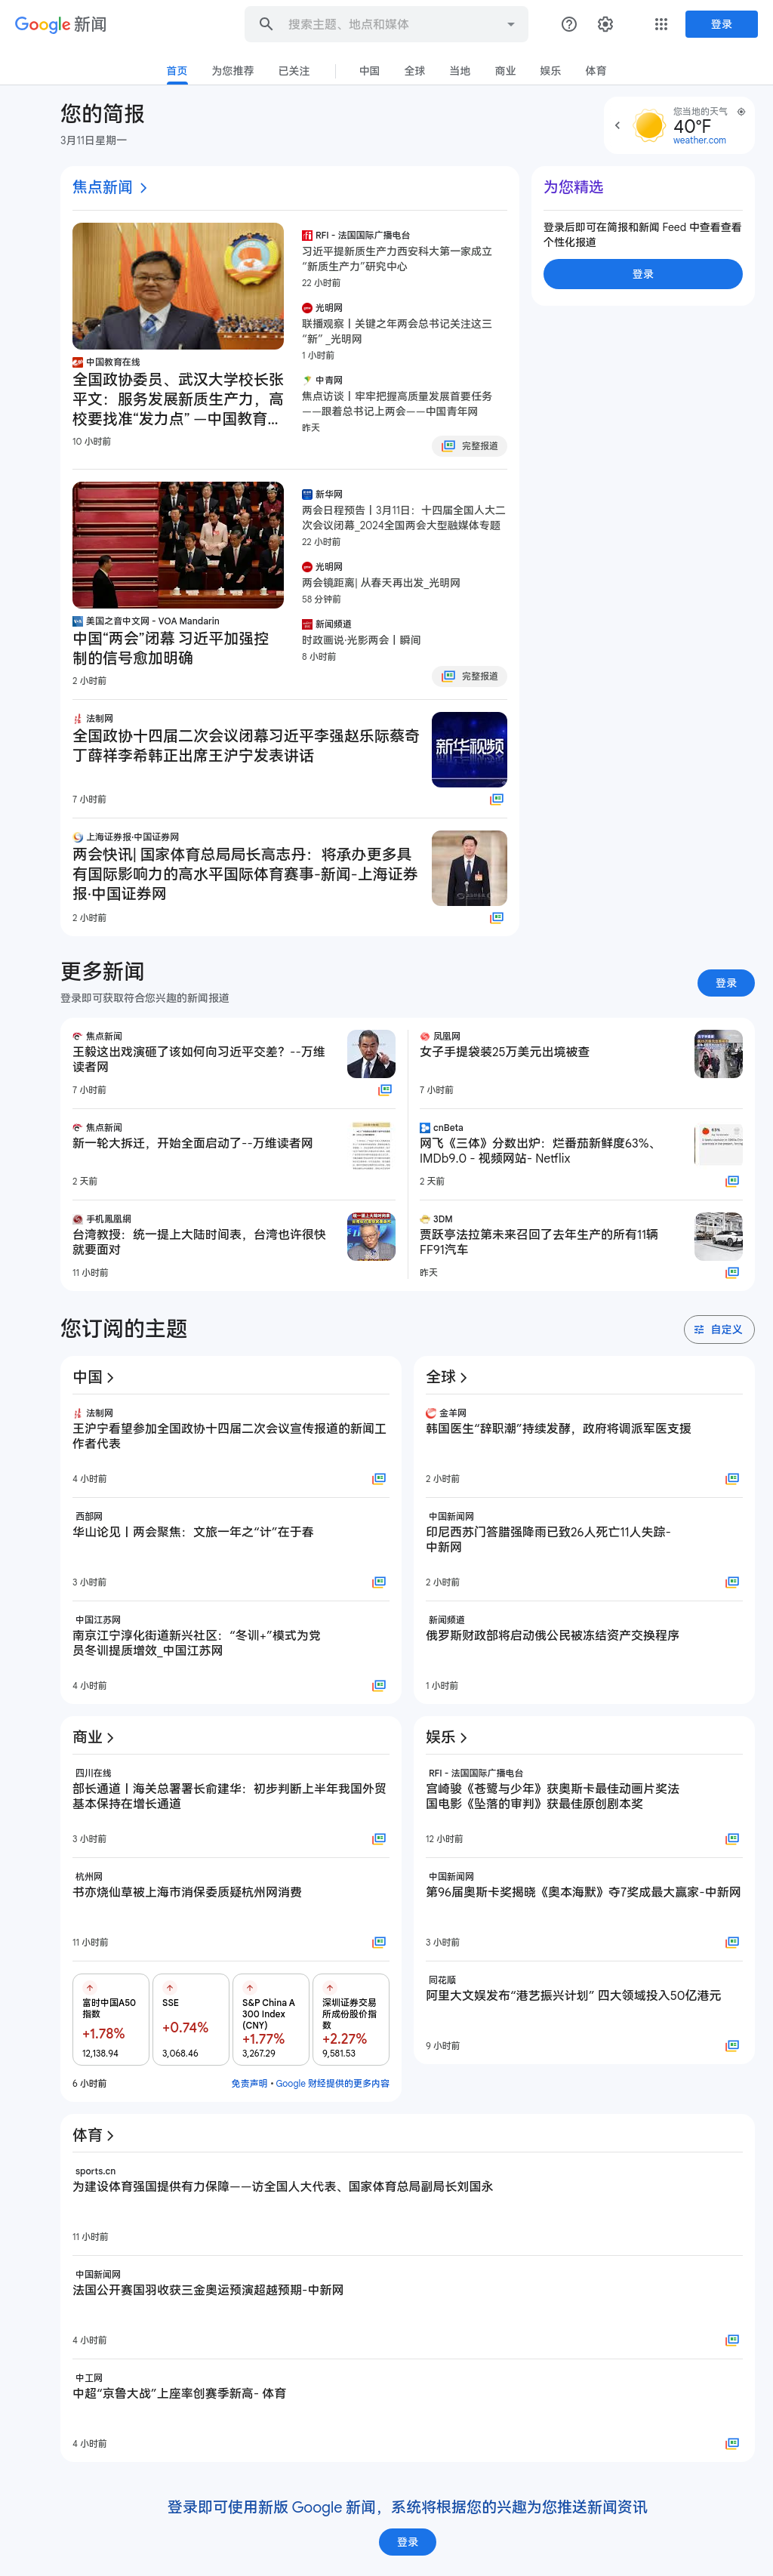 Google 新闻
搜索主题、地点和媒体
登录
首页
为您推荐
已关注
中国
全球
当地
商业
娱乐
体育
您的简报
3月11日星期一
您当地的天气
40°F
weather.com
焦点新闻
中国教育在线
全国政协委员、武汉大学校长张
平文：服务发展新质生产力，高
校要找准“发力点” —中国教育...
10 小时前
RFI - 法国国际广播电台
习近平提新质生产力西安科大第一家成立
“新质生产力”研究中心
22 小时前
光明网
联播观察丨关键之年两会总书记关注这三
“新” _光明网
1 小时前
中青网
焦点访谈丨牢牢把握高质量发展首要任务
——跟着总书记上两会——中国青年网
昨天
完整报道
美国之音中文网 - VOA Mandarin
中国“两会”闭幕 习近平加强控
制的信号愈加明确
2 小时前
新华网
两会日程预告丨3月11日：十四届全国人大二
次会议闭幕_2024全国两会大型融媒体专题
22 小时前
光明网
两会镜距离| 从春天再出发_光明网
58 分钟前
新闻频道
时政画说·光影两会丨瞬间
8 小时前
完整报道
法制网
全国政协十四届二次会议闭幕习近平李强赵乐际蔡奇
丁薛祥李希韩正出席王沪宁发表讲话
新华视频
7 小时前
上海证券报·中国证券网
两会快讯| 国家体育总局局长高志丹：将承办更多具
有国际影响力的高水平国际体育赛事-新闻-上海证券
报·中国证券网
2 小时前
为您精选
登录后即可在简报和新闻 Feed 中查看查看
个性化报道
登录
更多新闻
登录即可获取符合您兴趣的新闻报道
登录
焦点新闻
王毅这出戏演砸了该如何向习近平交差？--万维
读者网
7 小时前
凤凰网
女子手提袋装25万美元出境被查
7 小时前
焦点新闻
新一轮大拆迁，开始全面启动了--万维读者网
2 天前
cnBeta
网飞《三体》分数出炉：烂番茄新鲜度63%、
IMDb9.0 - 视频网站- Netflix
63%
2 天前
手机鳳凰網
台湾教授：统一提上大陆时间表，台湾也许很快
就要面对
11 小时前
3DM
贾跃亭法拉第未来召回了去年生产的所有11辆
FF91汽车
昨天
您订阅的主题
自定义
中国
法制网
王沪宁看望参加全国政协十四届二次会议宣传报道的新闻工
作者代表
4 小时前
西部网
华山论见丨两会聚焦：文旅一年之“计”在于春
3 小时前
中国江苏网
南京江宁淳化街道新兴社区：“冬训+”模式为党
员冬训提质增效_中国江苏网
4 小时前
全球
金羊网
韩国医生“辞职潮”持续发酵，政府将调派军医支援
2 小时前
中国新闻网
印尼西苏门答腊强降雨已致26人死亡11人失踪-
中新网
2 小时前
新闻频道
俄罗斯财政部将启动俄公民被冻结资产交换程序
1 小时前
商业
四川在线
部长通道丨海关总署署长俞建华：初步判断上半年我国外贸
基本保持在增长通道
3 小时前
杭州网
书亦烧仙草被上海市消保委质疑杭州网消费
11 小时前
富时中国A50
指数
+1.78%
12,138.94
SSE
+0.74%
3,068.46
S&P China A
300 Index
(CNY)
+1.77%
3,267.29
深圳证券交易
所成份股价指
数
+2.27%
9,581.53
6 小时前
免责声明 • Google 财经提供的更多内容
娱乐
RFI - 法国国际广播电台
宫崎骏《苍鹭与少年》获奥斯卡最佳动画片奖法
国电影《坠落的审判》获最佳原创剧本奖
12 小时前
中国新闻网
第96届奥斯卡奖揭晓《奥本海默》夺7奖成最大赢家-中新网
3 小时前
同花顺
阿里大文娱发布“港艺振兴计划” 四大领域投入50亿港元
9 小时前
体育
sports.cn
为建设体育强国提供有力保障——访全国人大代表、国家体育总局副局长刘国永
11 小时前
中国新闻网
法国公开赛国羽收获三金奥运预演超越预期-中新网
4 小时前
中工网
中超“京鲁大战”上座率创赛季新高- 体育
4 小时前
登录即可使用新版 Google 新闻，系统将根据您的兴趣为您推送新闻资讯
登录